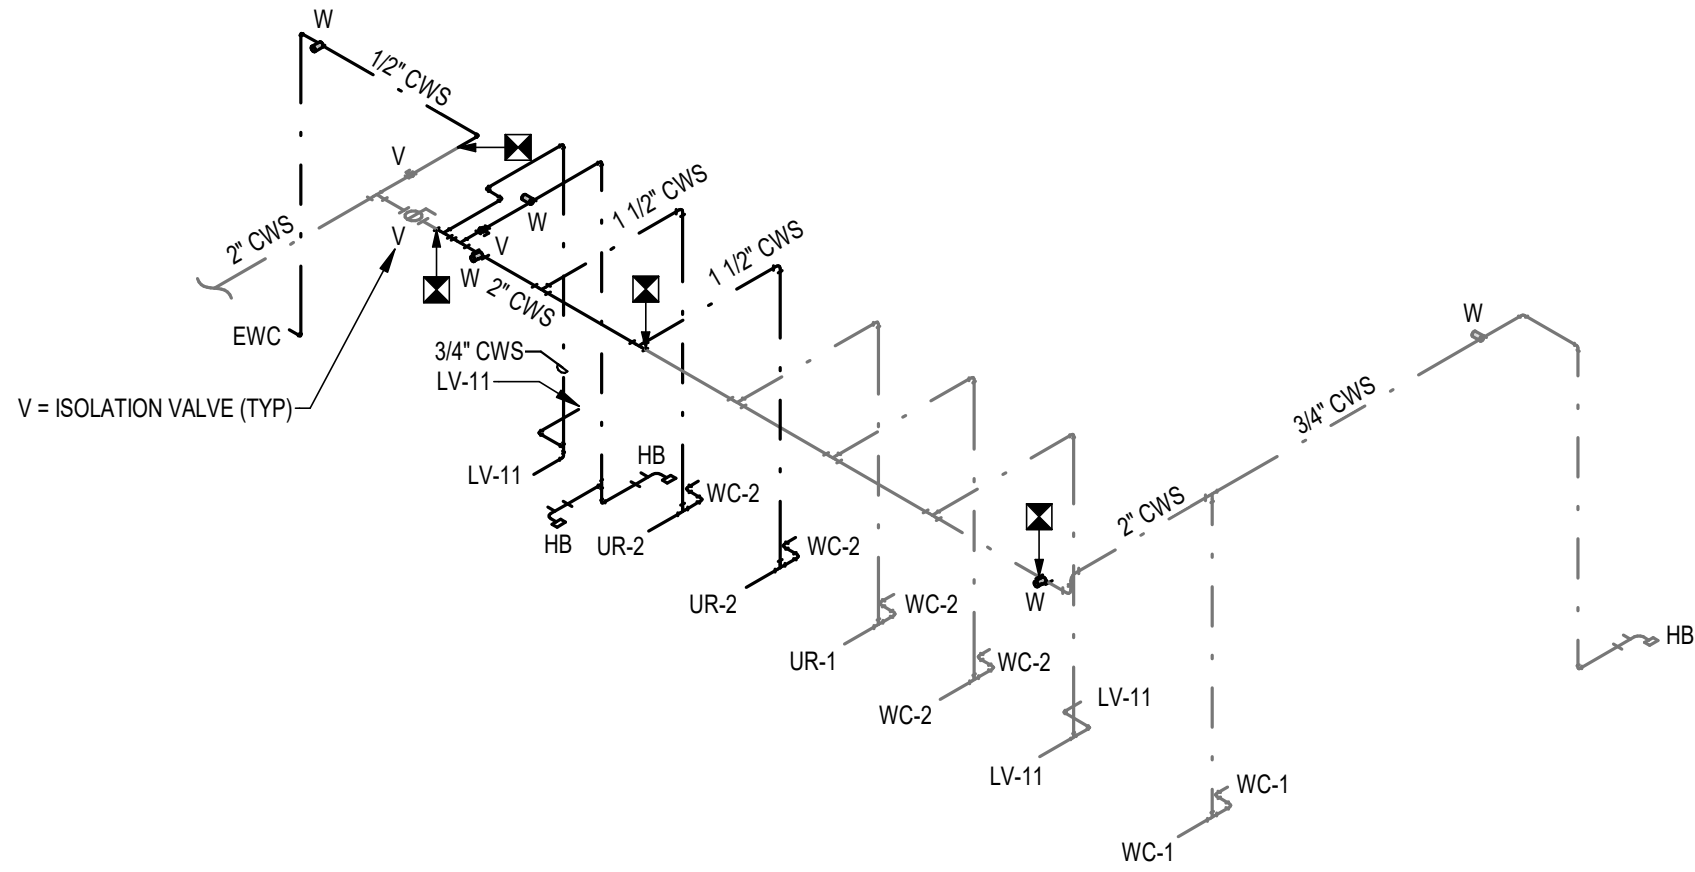 W
1/2" CWS
V
W
1 1/2" CWS
2" CWS
V
V
W
1 1/2" CWS
2" CWS
W
EWC
3/4" CWS
LV-11
3/4" CWS
V = ISOLATION VALVE (TYP)
LV-11
HB
WC-2
2" CWS
HB
UR-2
WC-2
UR-2
W
WC-2
HB
UR-1
WC-2
WC-2
LV-11
LV-11
WC-1
WC-1